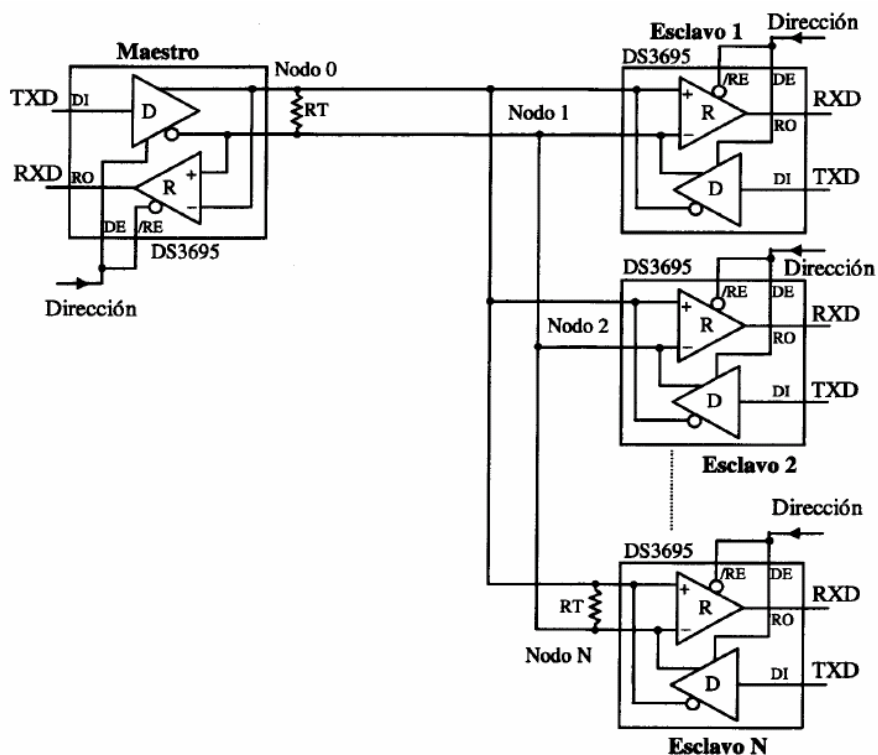 Maestro
Nodo 0
TXD
DI
D
RT
RXD
RO
R
+
−
DE
/RE
DS3695
Dirección
Nodo 1
Esclavo 1
Dirección
DS3695
/RE
DE
+
R
−
RXD
RO
D
DI
TXD
Nodo 2
DS3695
Dirección
/RE
DE
+
R
−
RXD
RO
D
DI
TXD
Esclavo 2
Dirección
DS3695
/RE
DE
RT
+
R
−
RXD
RO
Nodo N
D
DI
TXD
Esclavo N